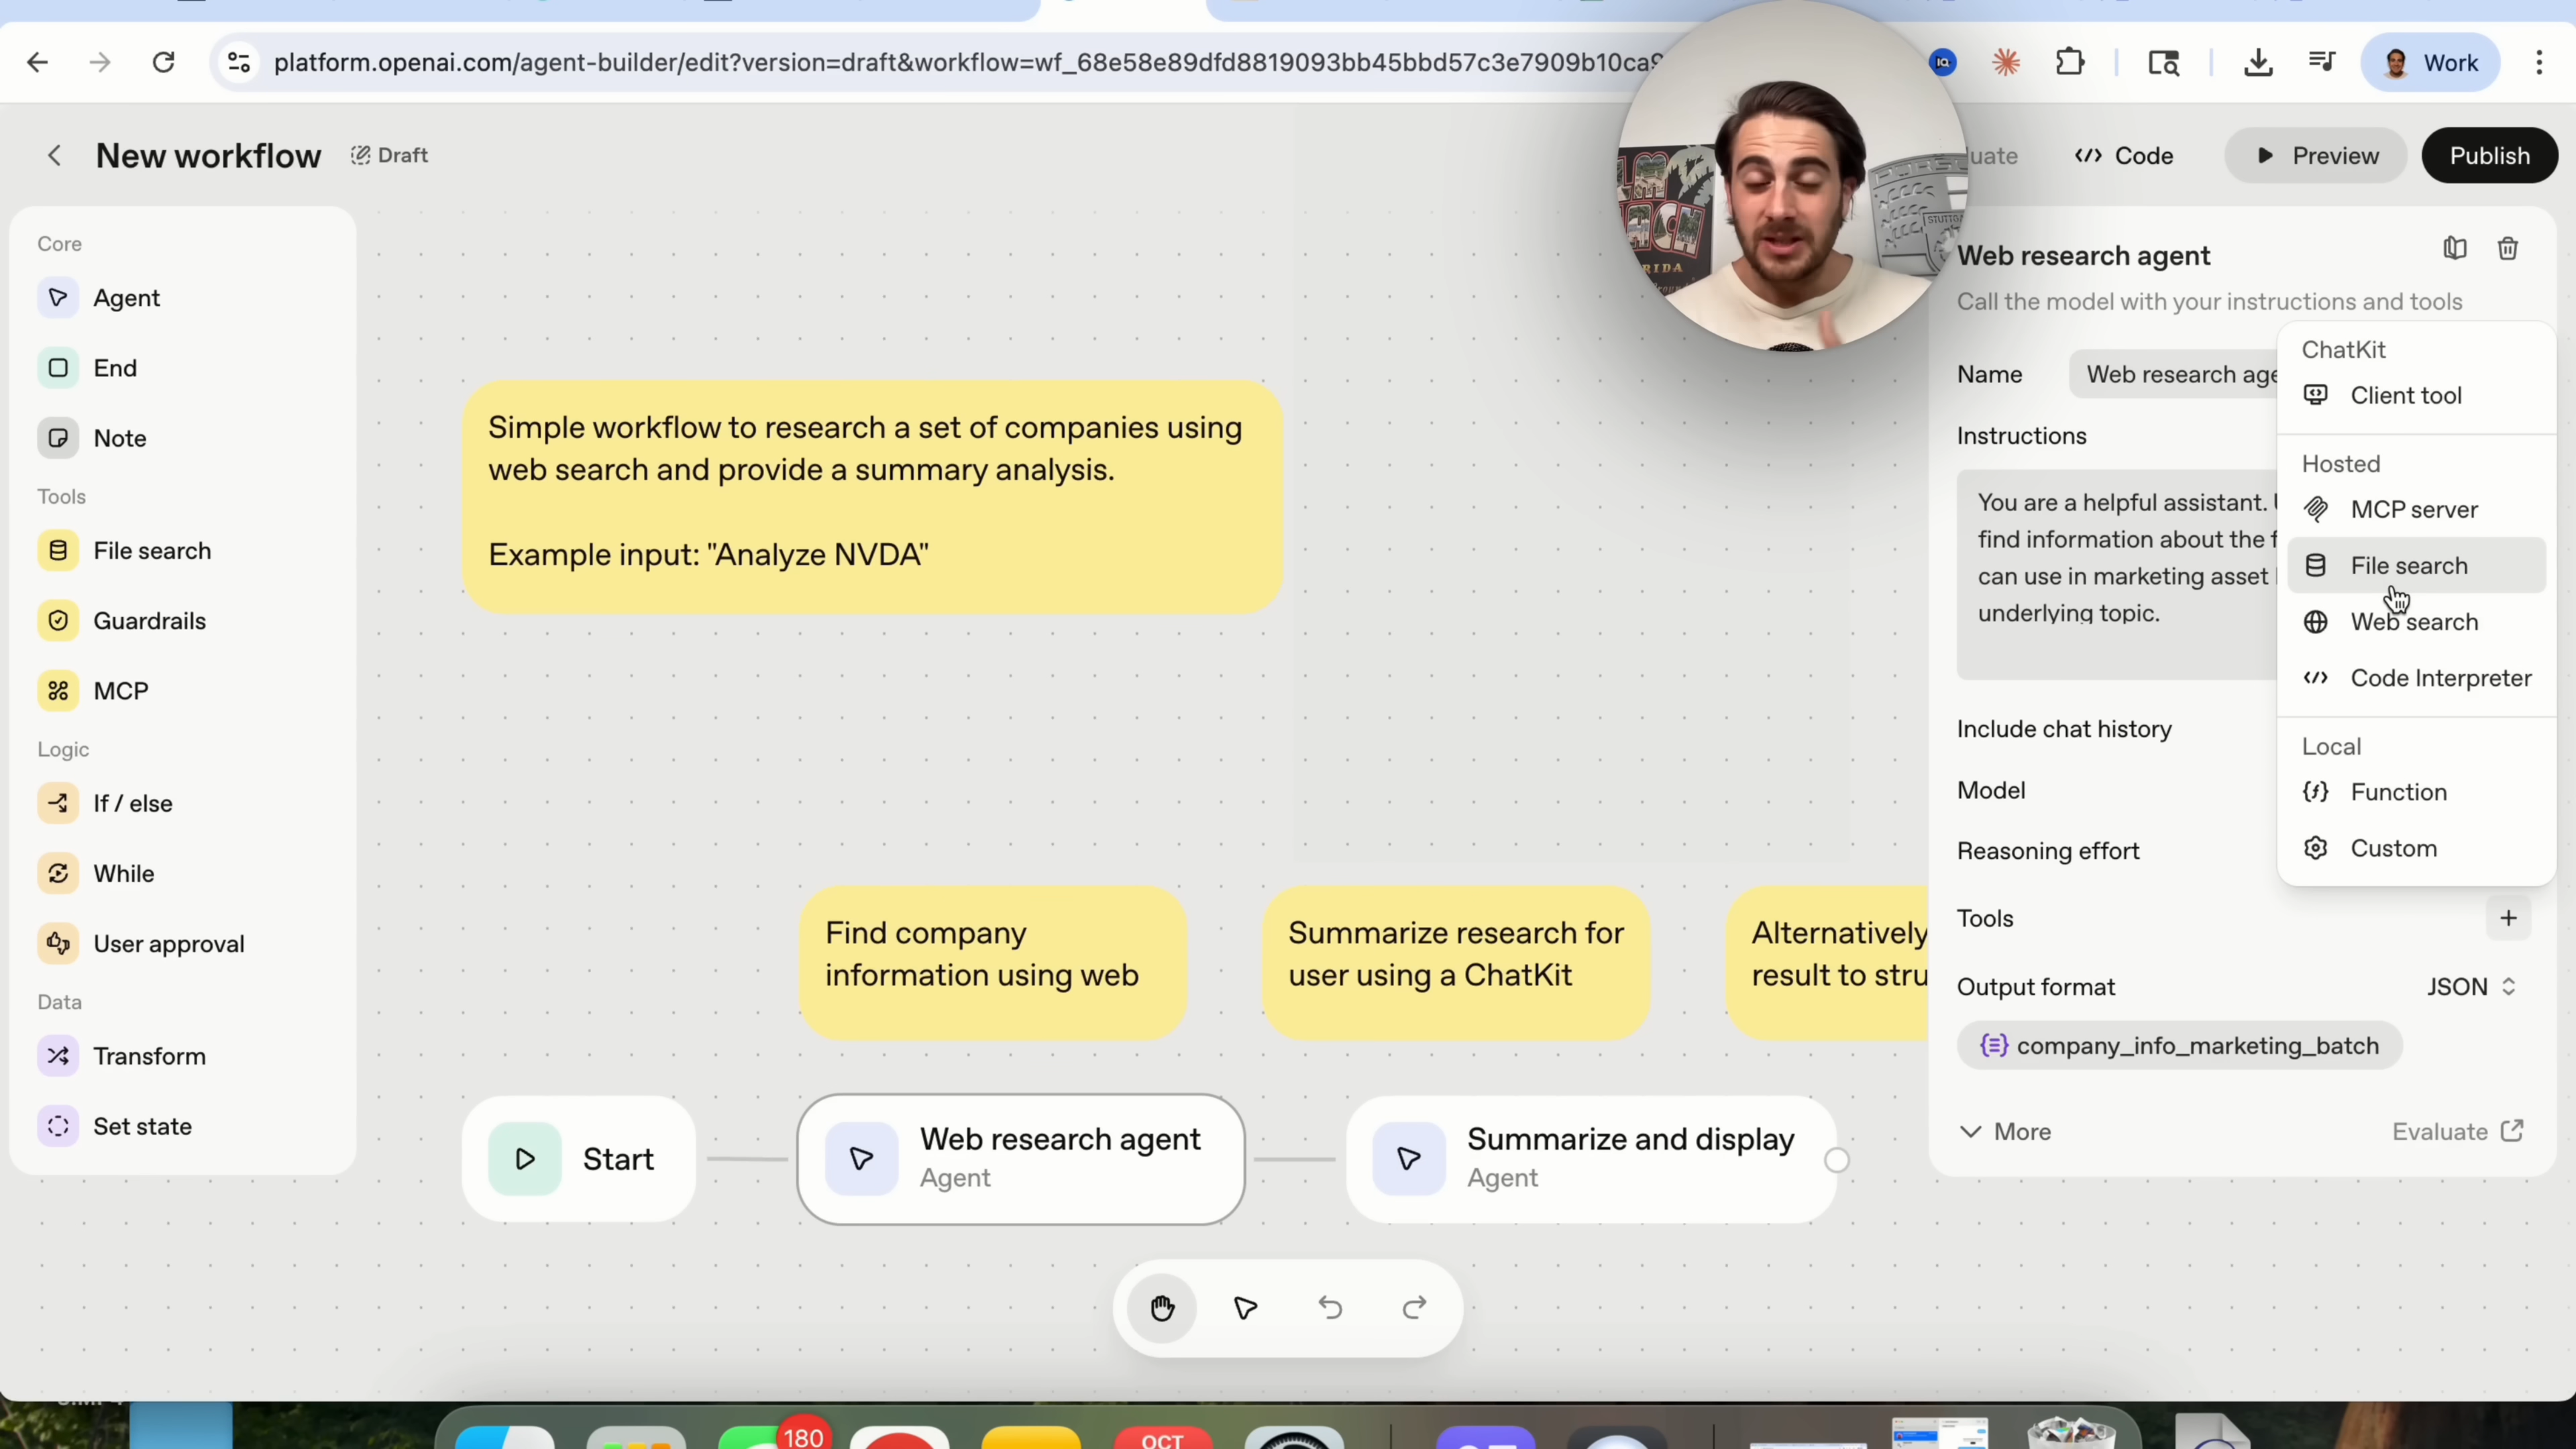 platform.openai.com/agent-builder/edit?version=draft&workflow=wf_68e58e89dfd8819093bb45bbd57c3e7909b10ca9
Work
New workflow
Draft
uate
Code
Preview
Publish
Core
Agent
End
Note
Tools
File search
Guardrails
MCP
Logic
If / else
While
User approval
Data
Transform
Set state
Simple workflow to research a set of companies using
web search and provide a summary analysis.
Example input: "Analyze NVDA"
Find company
information using web
Summarize research for
user using a ChatKit
Alternatively
result to stru
Start
Web research agent
Agent
Summarize and display
Agent
STUTTGA
RIDA
Web research agent
Call the model with your instructions and tools
Name
Web research age
Instructions
You are a helpful assistant.
find information about the f
can use in marketing asset
underlying topic.
Include chat history
Model
Reasoning effort
Tools
Output format
JSON
company_info_marketing_batch
More
Evaluate
ChatKit
Client tool
Hosted
MCP server
File search
Web search
Code Interpreter
Local
Function
Custom
180
OCT